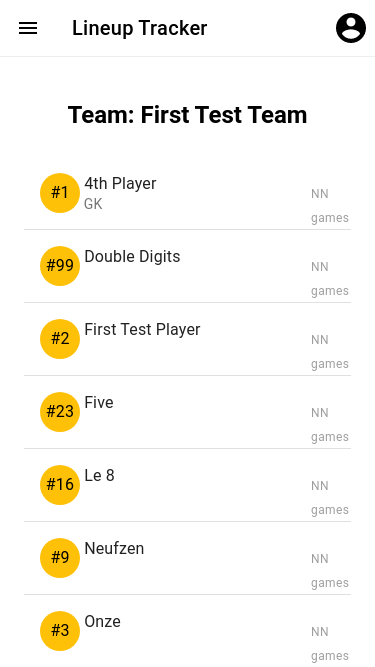 Lineup Tracker
Team: First Test Team
#1 4th Player
GK
NN
games
#99 Double Digits
NN
games
#2 First Test Player
NN
games
#23 Five
NN
games
#16 Le 8
NN
games
#9 Neufzen
NN
games
#3 Onze
NN
games